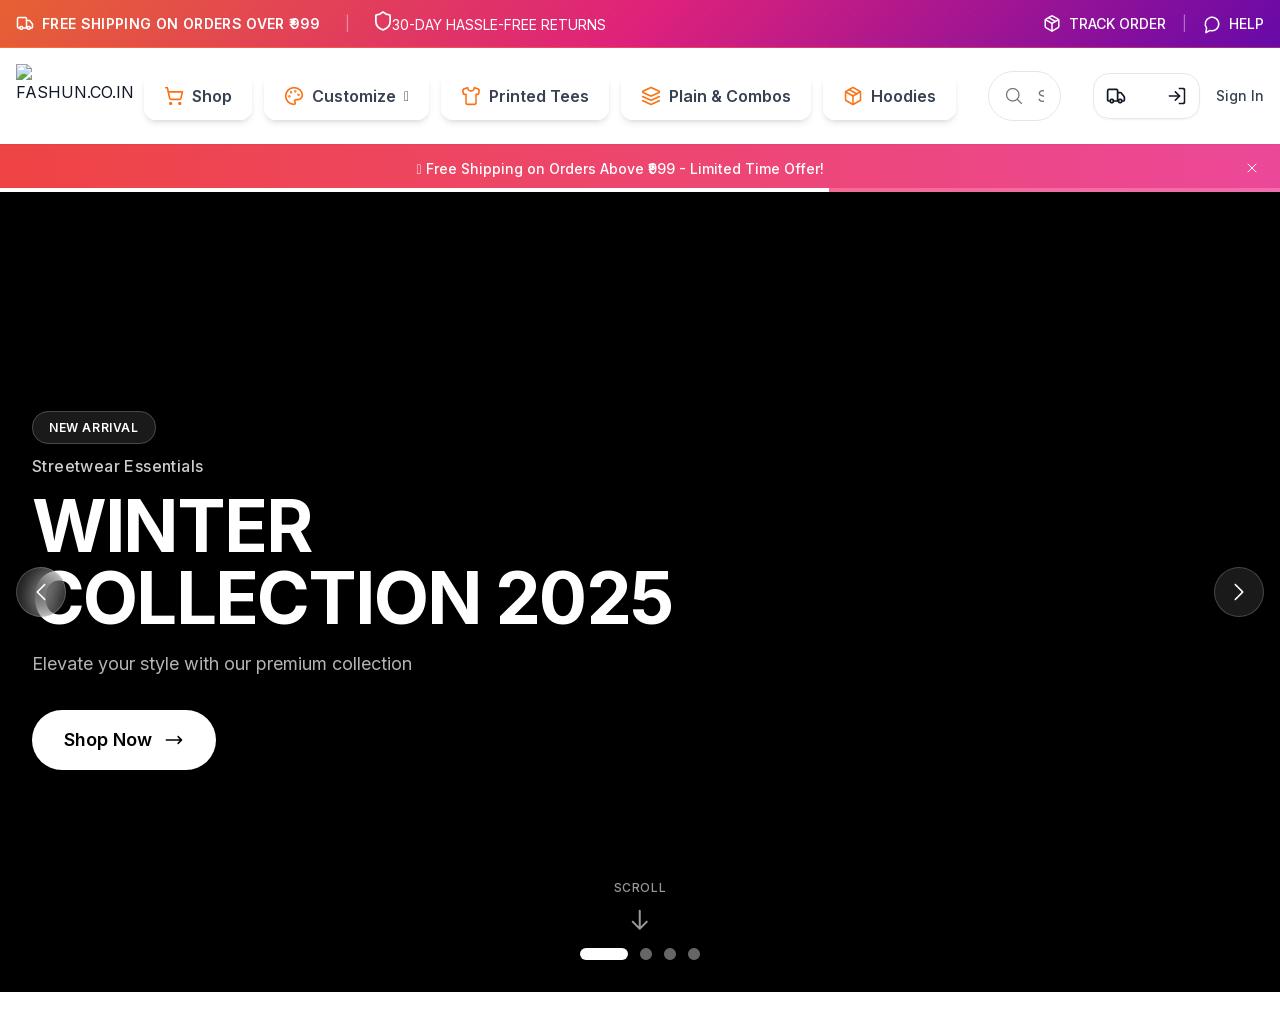 FREE SHIPPING ON ORDERS OVER ₹999
30-DAY HASSLE-FREE RETURNS
TRACK ORDER
HELP
FASHUN.CO.IN
Shop
Customize
Printed Tees
Plain & Combos
Hoodies
Sign In
Free Shipping on Orders Above ₹999 - Limited Time Offer!
NEW ARRIVAL
Streetwear Essentials
WINTER
COLLECTION 2025
Elevate your style with our premium collection
Shop Now
SCROLL